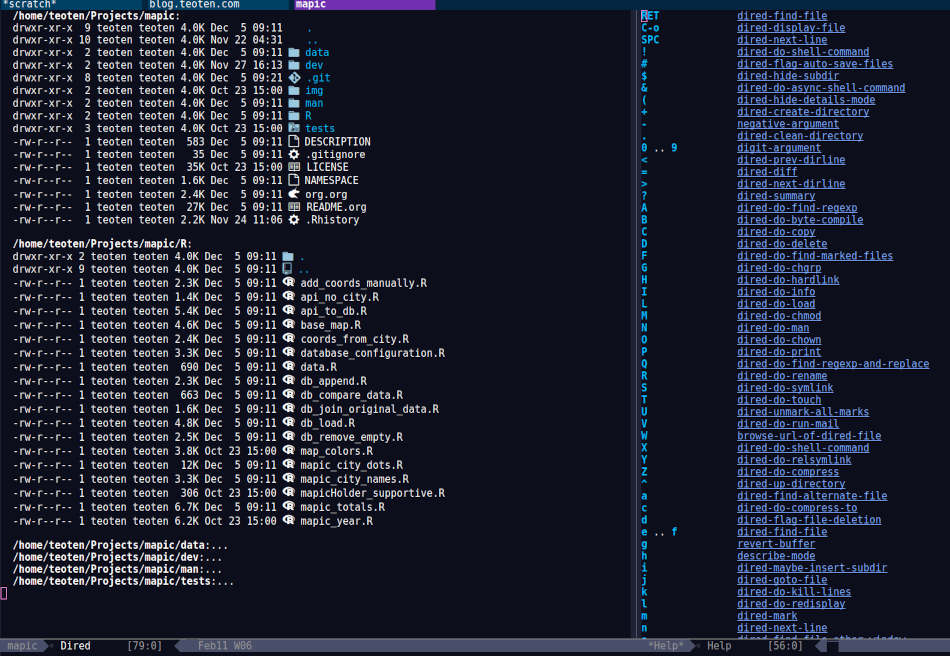 *scratch* blog.teoten.com mapic
/home/teoten/Projects/mapic:
drwxr-xr-x  9 teoten teoten 4.0K Dec  5 09:11 .
drwxr-xr-x 10 teoten teoten 4.0K Nov 22 04:31 ..
drwxr-xr-x  2 teoten teoten 4.0K Dec  5 09:11 data
drwxr-xr-x  2 teoten teoten 4.0K Nov 27 16:13 dev
drwxr-xr-x  8 teoten teoten 4.0K Dec  5 09:21 .git
drwxr-xr-x  2 teoten teoten 4.0K Oct 23 15:00 img
drwxr-xr-x  2 teoten teoten 4.0K Dec  5 09:11 man
drwxr-xr-x  2 teoten teoten 4.0K Dec  5 09:11 R
drwxr-xr-x  3 teoten teoten 4.0K Oct 23 15:00 tests
-rw-r--r--  1 teoten teoten  583 Dec  5 09:11 DESCRIPTION
-rw-r--r--  1 teoten teoten   35 Dec  5 09:11 .gitignore
-rw-r--r--  1 teoten teoten  35K Oct 23 15:00 LICENSE
-rw-r--r--  1 teoten teoten 1.6K Dec  5 09:11 NAMESPACE
-rw-r--r--  1 teoten teoten 2.4K Dec  5 09:11 org.org
-rw-r--r--  1 teoten teoten  27K Dec  5 09:11 README.org
-rw-r--r--  1 teoten teoten 2.2K Nov 24 11:06 .Rhistory
/home/teoten/Projects/mapic/R:
drwxr-xr-x 2 teoten teoten 4.0K Dec  5 09:11 .
drwxr-xr-x 9 teoten teoten 4.0K Dec  5 09:11 ..
-rw-r--r-- 1 teoten teoten 2.3K Dec  5 09:11 add_coords_manually.R
-rw-r--r-- 1 teoten teoten 1.4K Dec  5 09:11 api_no_city.R
-rw-r--r-- 1 teoten teoten 5.4K Dec  5 09:11 api_to_db.R
-rw-r--r-- 1 teoten teoten 4.6K Dec  5 09:11 base_map.R
-rw-r--r-- 1 teoten teoten 2.4K Dec  5 09:11 coords_from_city.R
-rw-r--r-- 1 teoten teoten 3.3K Dec  5 09:11 database_configuration.R
-rw-r--r-- 1 teoten teoten  690 Dec  5 09:11 data.R
-rw-r--r-- 1 teoten teoten 2.3K Dec  5 09:11 db_append.R
-rw-r--r-- 1 teoten teoten  663 Dec  5 09:11 db_compare_data.R
-rw-r--r-- 1 teoten teoten 1.6K Dec  5 09:11 db_join_original_data.R
-rw-r--r-- 1 teoten teoten 4.8K Dec  5 09:11 db_load.R
-rw-r--r-- 1 teoten teoten 2.5K Dec  5 09:11 db_remove_empty.R
-rw-r--r-- 1 teoten teoten 3.8K Oct 23 15:00 map_colors.R
-rw-r--r-- 1 teoten teoten  12K Dec  5 09:11 mapic_city_dots.R
-rw-r--r-- 1 teoten teoten 3.3K Dec  5 09:11 mapic_city_names.R
-rw-r--r-- 1 teoten teoten  306 Oct 23 15:00 mapicHolder_supportive.R
-rw-r--r-- 1 teoten teoten 6.7K Dec  5 09:11 mapic_totals.R
-rw-r--r-- 1 teoten teoten 6.2K Oct 23 15:00 mapic_year.R
/home/teoten/Projects/mapic/data:...
/home/teoten/Projects/mapic/dev:...
/home/teoten/Projects/mapic/man:...
/home/teoten/Projects/mapic/tests:...
mapic Dired [79:0] Feb11 W06
RET dired-find-file
C-o dired-display-file
SPC dired-next-line
! dired-do-shell-command
# dired-flag-auto-save-files
$ dired-hide-subdir
& dired-do-async-shell-command
( dired-hide-details-mode
+ dired-create-directory
- negative-argument
. dired-clean-directory
0 .. 9 digit-argument
< dired-prev-dirline
= dired-diff
> dired-next-dirline
? dired-summary
A dired-do-find-regexp
B dired-do-byte-compile
C dired-do-copy
D dired-do-delete
F dired-do-find-marked-files
G dired-do-chgrp
H dired-do-hardlink
I dired-do-info
L dired-do-load
M dired-do-chmod
N dired-do-man
O dired-do-chown
P dired-do-print
Q dired-do-find-regexp-and-replace
R dired-do-rename
S dired-do-symlink
T dired-do-touch
U dired-unmark-all-marks
V dired-do-run-mail
W browse-url-of-dired-file
X dired-do-shell-command
Y dired-do-relsymlink
Z dired-do-compress
^ dired-up-directory
a dired-find-alternate-file
c dired-do-compress-to
d dired-flag-file-deletion
e .. f dired-find-file
g revert-buffer
h describe-mode
i dired-maybe-insert-subdir
j dired-goto-file
k dired-do-kill-lines
l dired-do-redisplay
m dired-mark
n dired-next-line
dired-find-file-other-window
*Help* Help [56:0]